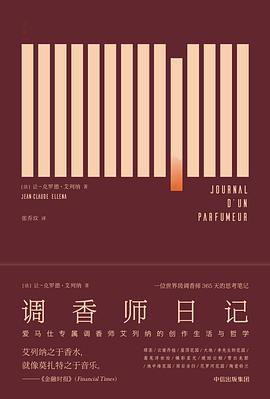 [法] 让-克罗德·艾列纳 著
JEAN-CLAUDE ELLENA
张乔玟 译
JOURNAL
D'UN
PARFUMEUR
[法] 让-克罗德·艾列纳 著
一位世界级调香师 365 天的思考笔记
调香师日记
爱马仕专属调香师艾列纳的创作生活与哲学
艾列纳之于香水,
就像莫扎特之于音乐。
——《金融时报》(Financial Times)
中信出版集团